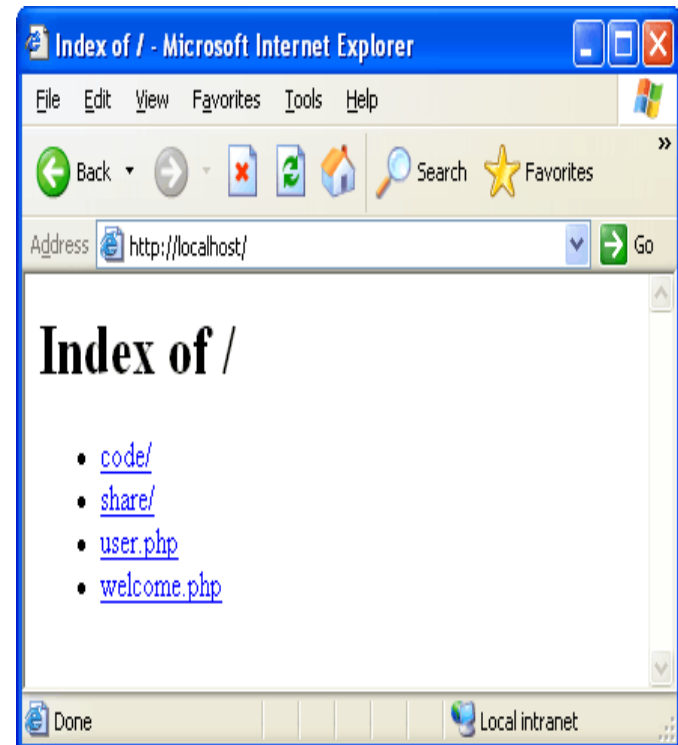 Index of / - Microsoft Internet Explorer
File Edit View Favorites Tools Help
Back Search Favorites »
Address http://localhost/ Go
Index of /
• code/
• share/
• user.php
• welcome.php
Done Local intranet